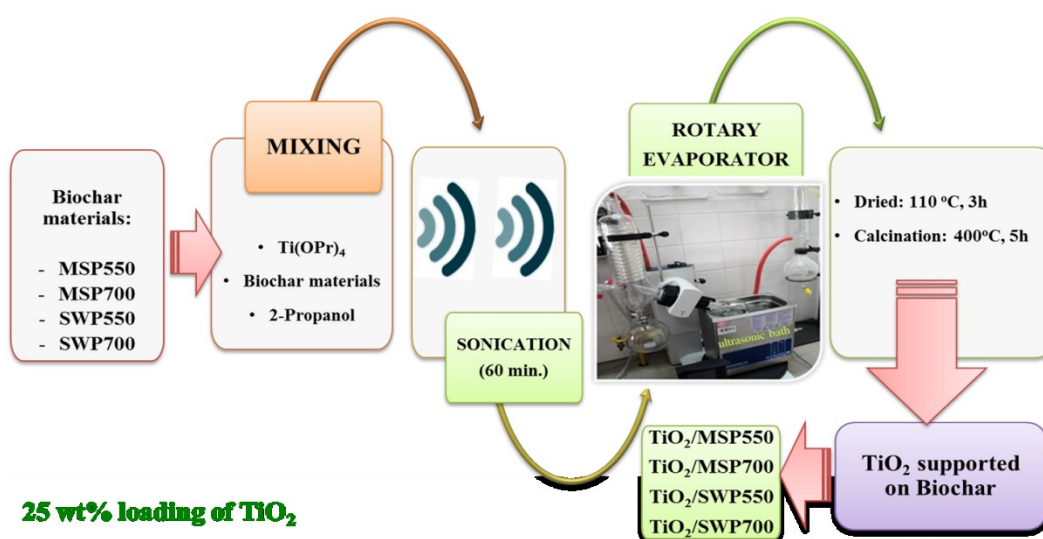 Biochar
materials:
- MSP550
- MSP700
- SWP550
- SWP700
MIXING
• Ti(OPr)₄
• Biochar materials
• 2-Propanol
SONICATION
(60 min.)
ROTARY
EVAPORATOR
ultrasonic bath
• Dried: 110 °C, 3h
• Calcination: 400°C, 5h
TiO₂ supported
on Biochar
TiO₂/MSP550
TiO₂/MSP700
TiO₂/SWP550
TiO₂/SWP700
25 wt% loading of TiO₂